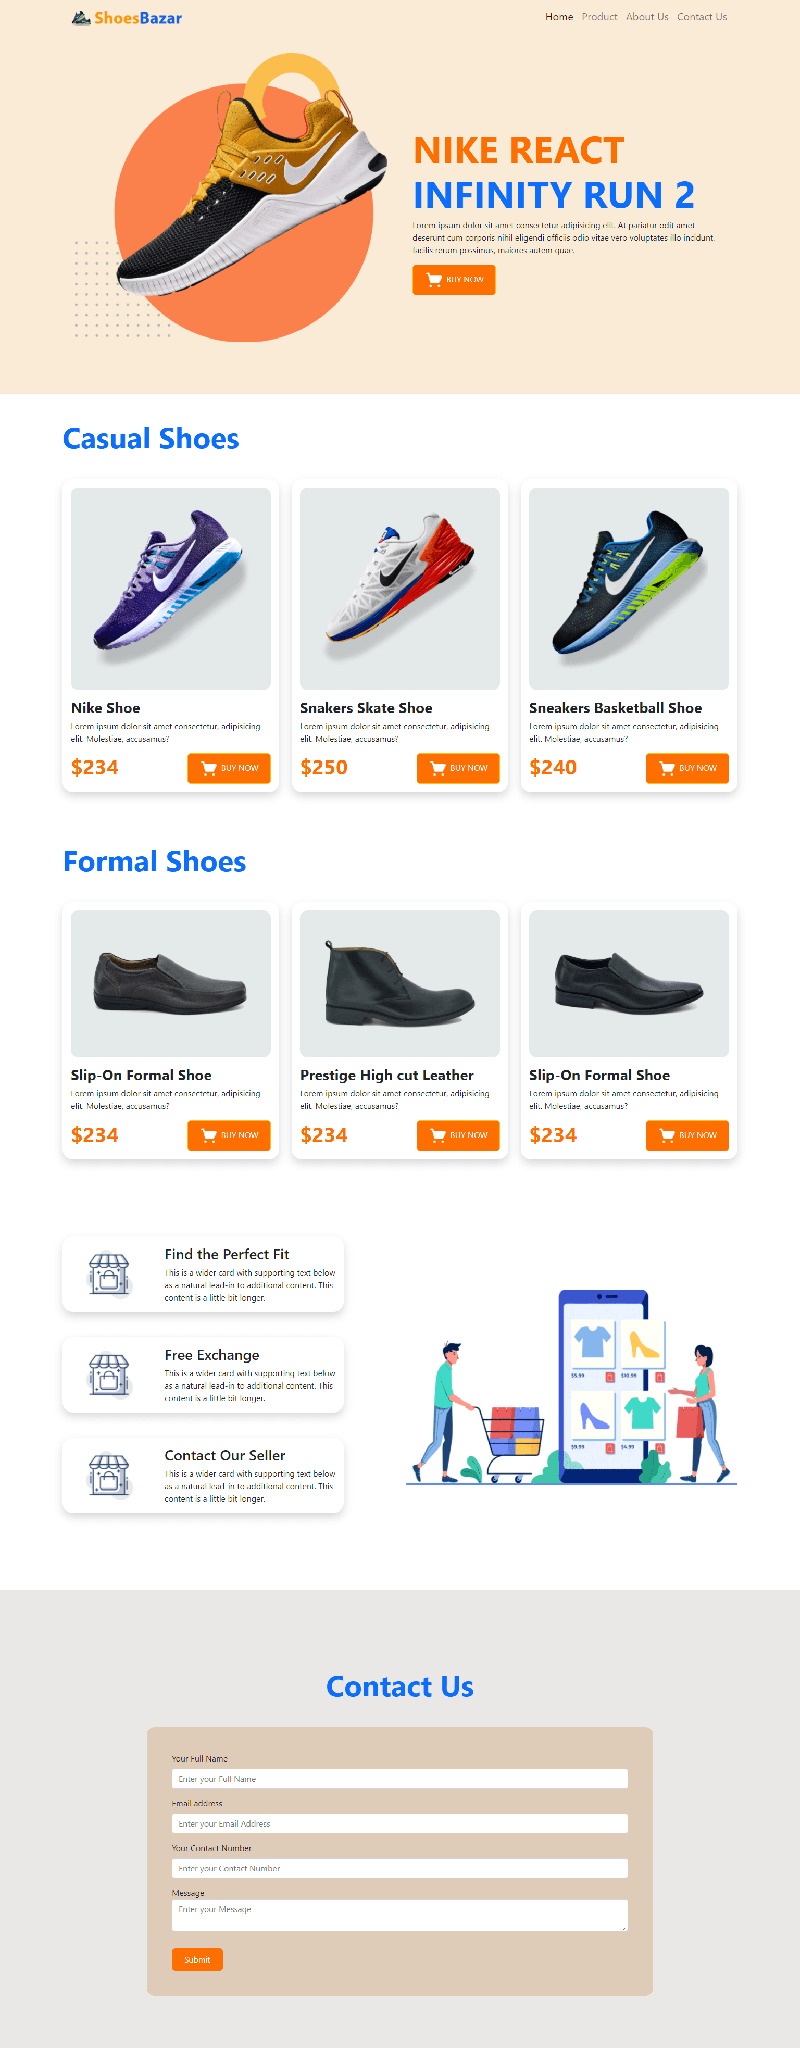 ShoesBazar
Home Product About Us Contact Us
NIKE REACT
INFINITY RUN 2
Lorem ipsum dolor sit amet consectetur adipisicing elit. At pariatur odit amet
deserunt cum corporis nihil eligendi officiis odio vitae vero voluptates illo incidunt,
facilis rerum possimus, maiores autem quae.
BUY NOW
Casual Shoes
Nike Shoe
Lorem ipsum dolor sit amet consectetur, adipisicing
elit. Molestiae, accusamus?
$234
BUY NOW
Snakers Skate Shoe
Lorem ipsum dolor sit amet consectetur, adipisicing
elit. Molestiae, accusamus?
$250
BUY NOW
Sneakers Basketball Shoe
Lorem ipsum dolor sit amet consectetur, adipisicing
elit. Molestiae, accusamus?
$240
BUY NOW
Formal Shoes
Slip-On Formal Shoe
Lorem ipsum dolor sit amet consectetur, adipisicing
elit. Molestiae, accusamus?
$234
BUY NOW
Prestige High cut Leather
Lorem ipsum dolor sit amet consectetur, adipisicing
elit. Molestiae, accusamus?
$234
BUY NOW
Slip-On Formal Shoe
Lorem ipsum dolor sit amet consectetur, adipisicing
elit. Molestiae, accusamus?
$234
BUY NOW
Find the Perfect Fit
This is a wider card with supporting text below
as a natural lead-in to additional content. This
content is a little bit longer.
Free Exchange
This is a wider card with supporting text below
as a natural lead-in to additional content. This
content is a little bit longer.
Contact Our Seller
This is a wider card with supporting text below
as a natural lead-in to additional content. This
content is a little bit longer.
$5.99
$10.99
$9.99
$4.99
Contact Us
Your Full Name
Enter your Full Name
Email address
Enter your Email Address
Your Contact Number
Enter your Contact Number
Message
Enter your Message
Submit